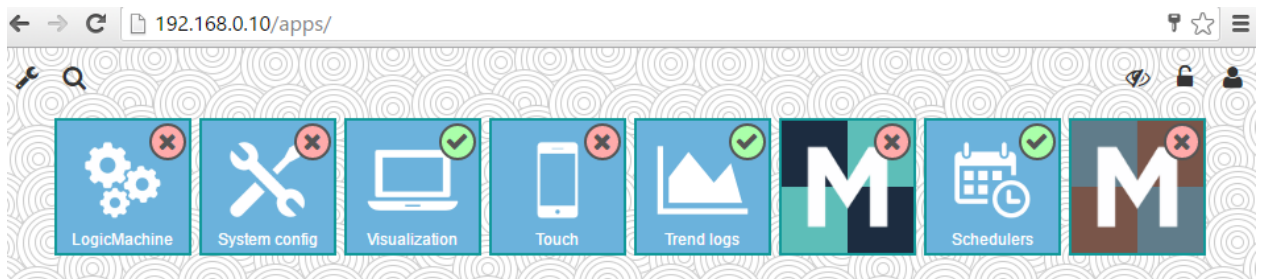 192.168.0.10/apps/
LogicMachine System config Visualization Touch Trend logs M Schedulers M